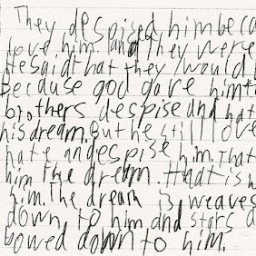 They despised him beca
love him. and they were
He said that they would b
because god gave him t
brothers despise and hat
his dream. But he still love
hate an despise him. That
him the dream. that is w
him. The dream is weaves
down to him and stars a
bowed down to him.